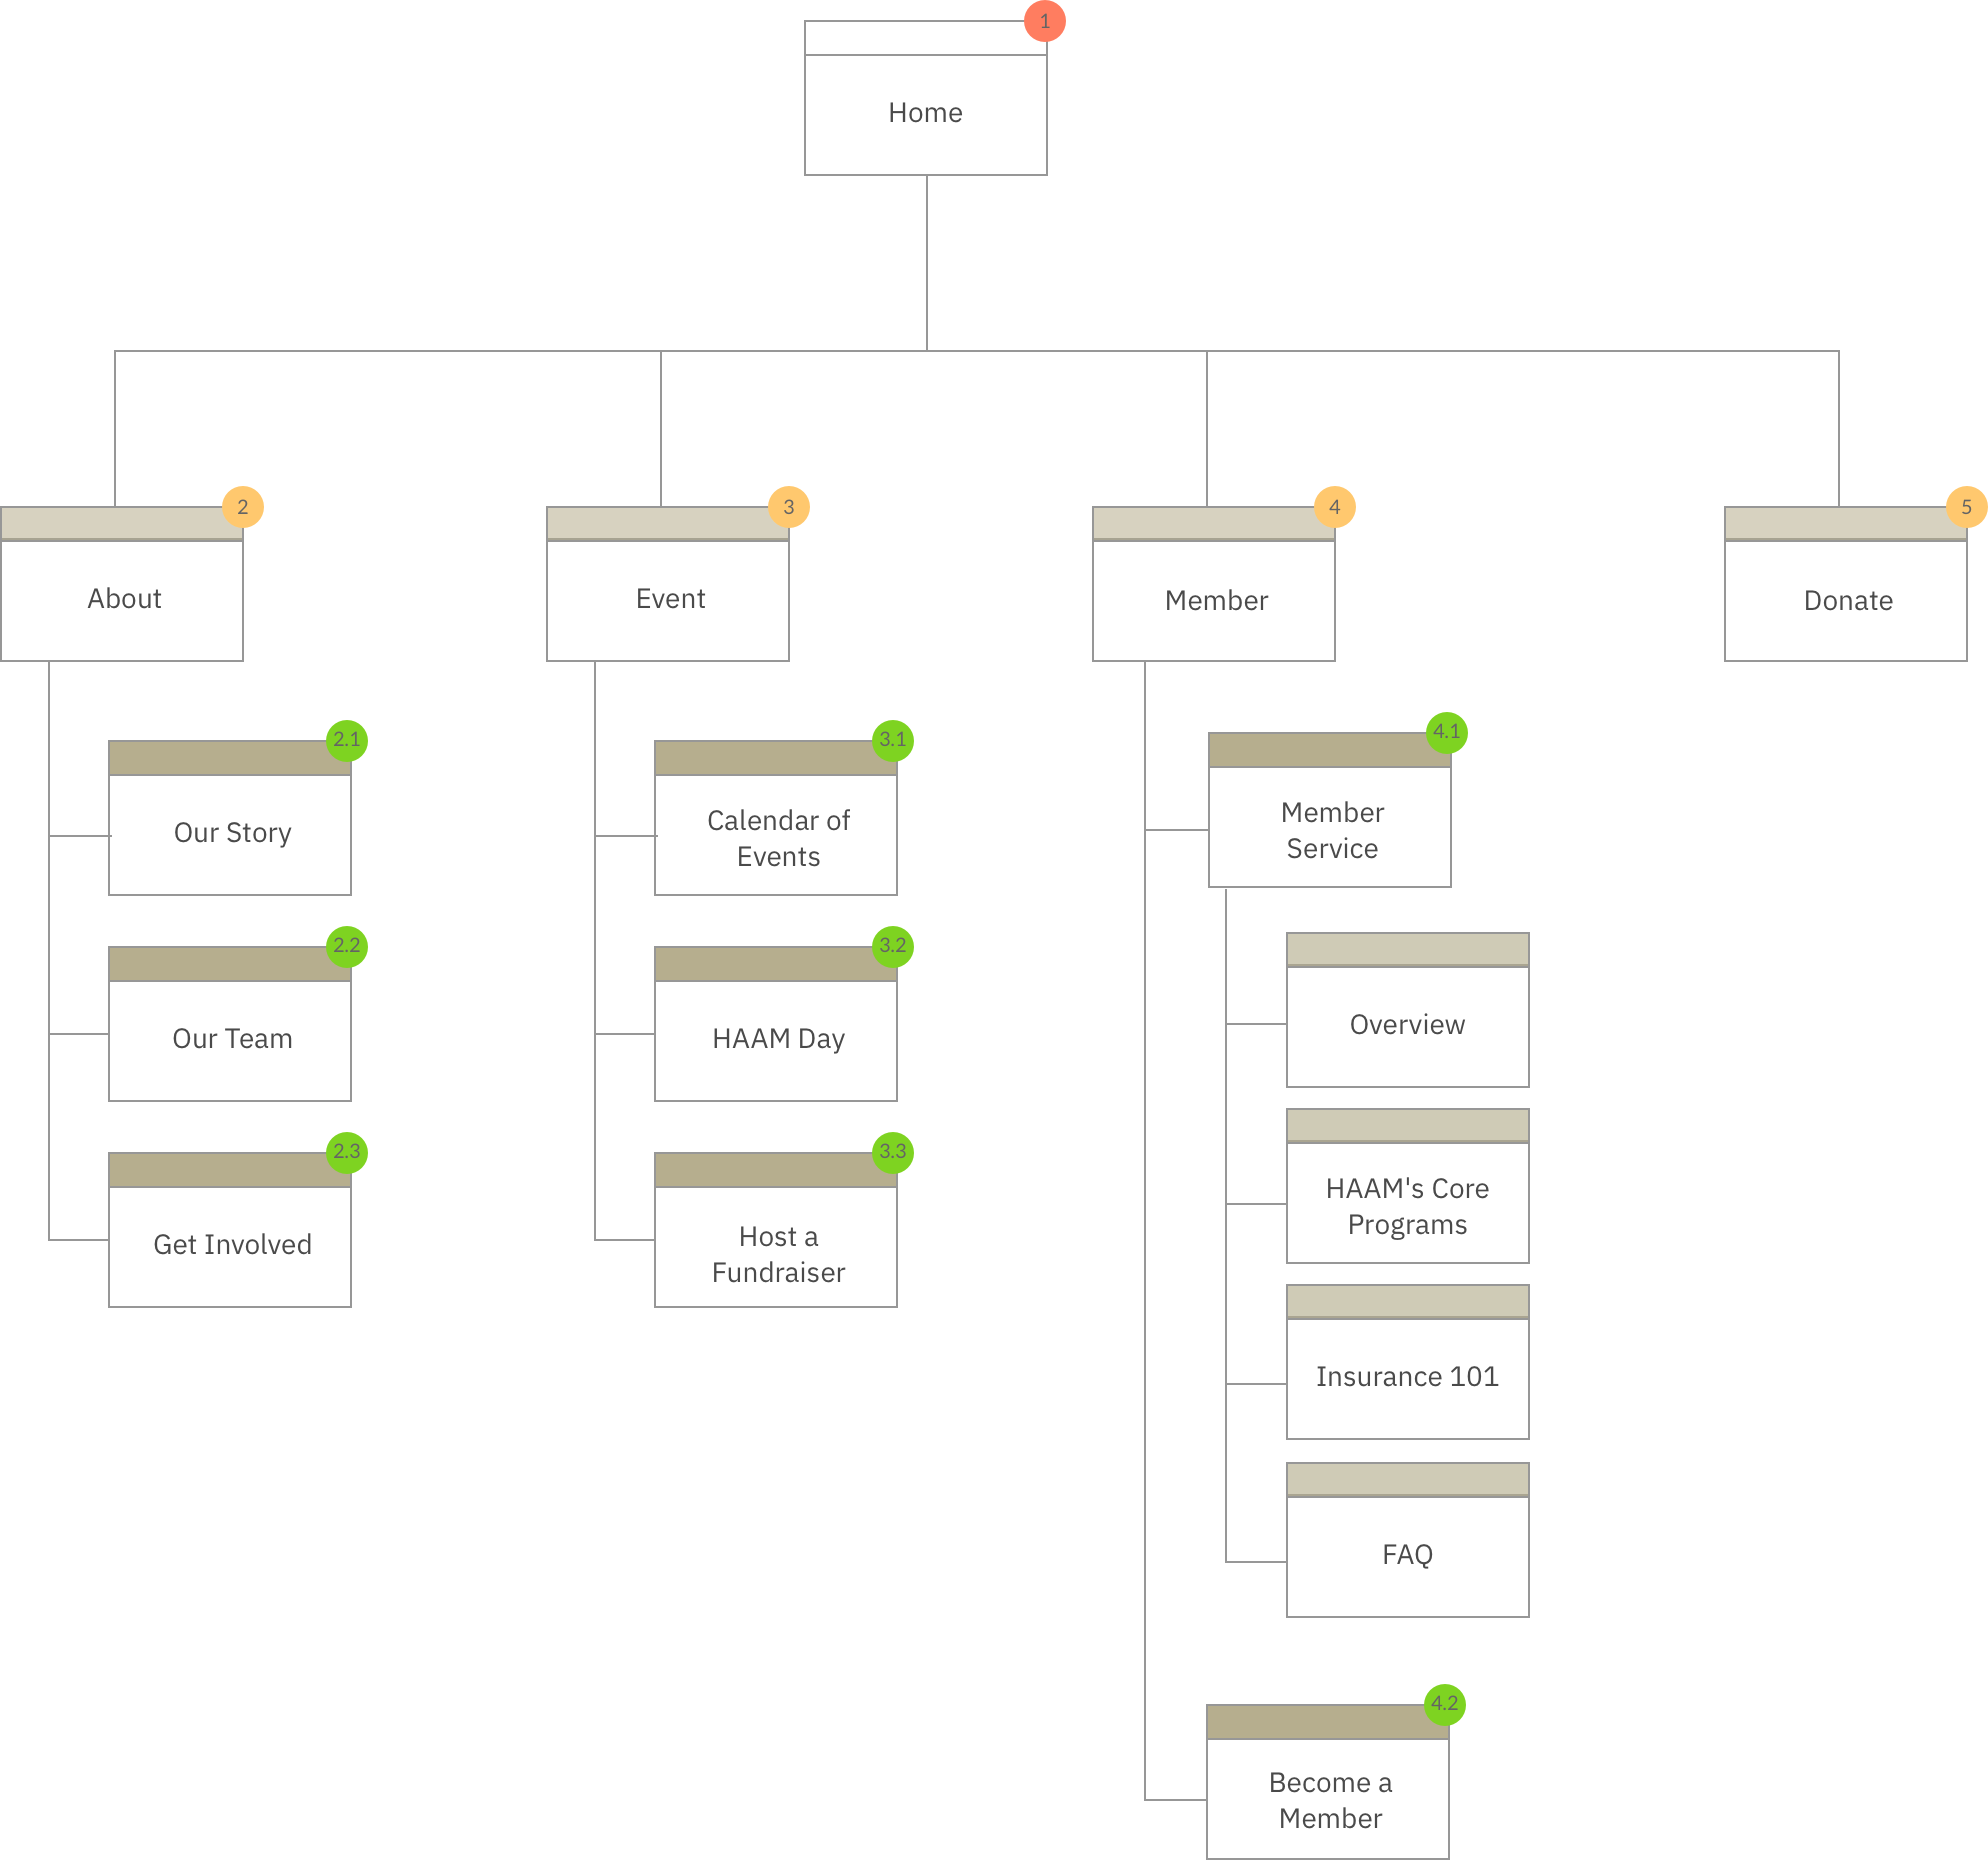 1
Home
2
About
3
Event
4
Member
5
Donate
2.1
Our Story
2.2
Our Team
2.3
Get Involved
3.1
Calendar of
Events
3.2
HAAM Day
3.3
Host a
Fundraiser
4.1
Member
Service
Overview
HAAM's Core
Programs
Insurance 101
FAQ
4.2
Become a
Member